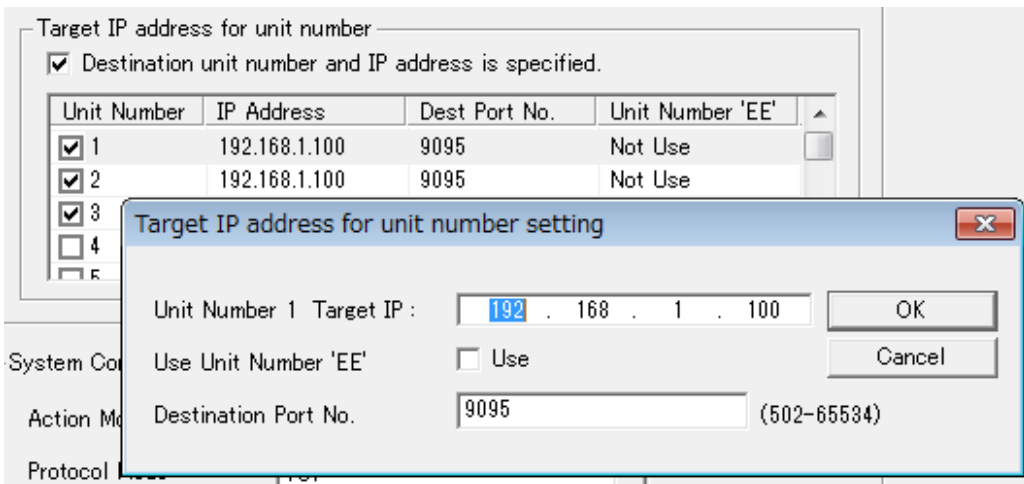 Target IP address for unit number
Destination unit number and IP address is specified.
Unit Number IP Address Dest Port No. Unit Number 'EE'
1 192.168.1.100 9095 Not Use
2 192.168.1.100 9095 Not Use
3
4
Target IP address for unit number setting
Unit Number 1 Target IP : 192 . 168 . 1 . 100 OK
Use Unit Number 'EE' Use Cancel
Destination Port No. 9095 (502-65534)
System
Action
Protocol